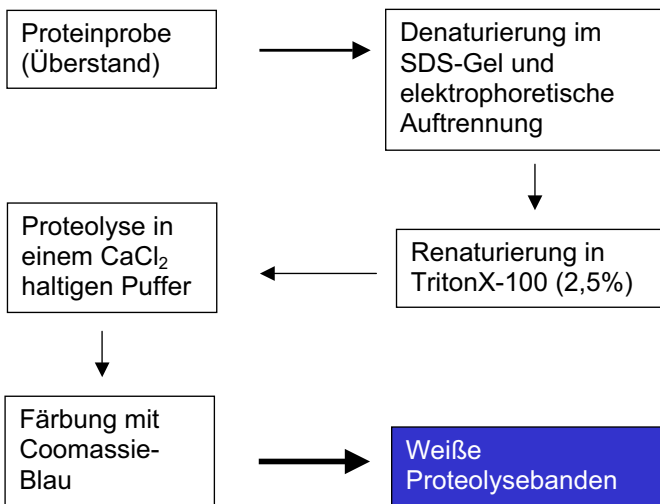 Proteinprobe
(Überstand)
Denaturierung im
SDS-Gel und
elektrophoretische
Auftrennung
Renaturierung in
TritonX-100 (2,5%)
Proteolyse in
einem CaCl₂
haltigen Puffer
Färbung mit
Coomassie-
Blau
Weiße
Proteolysebanden